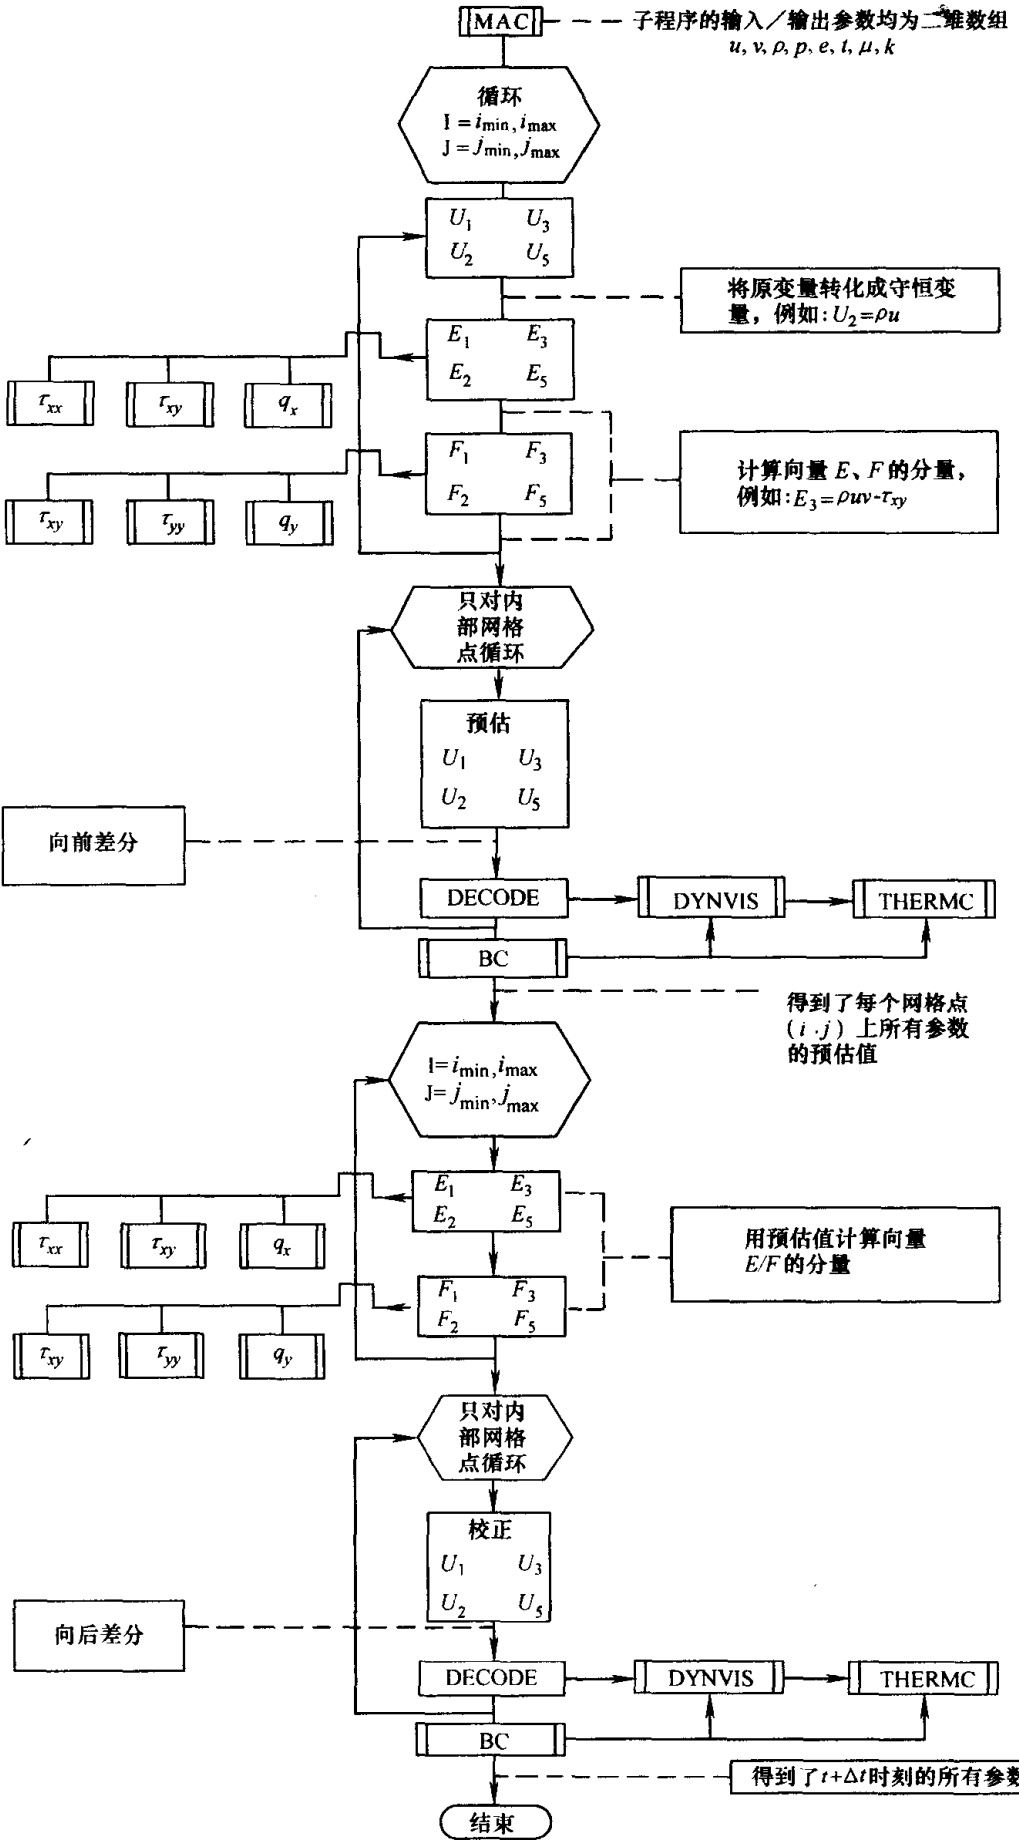 MAC
子程序的输入／输出参数均为二维数组
u, v, ρ, p, e, t, μ, k
循环
I = i_min, i_max
J = j_min, j_max
U₁ U₃
U₂ U₅
将原变量转化成守恒变
量，例如：U₂=ρu
E₁ E₃
E₂ E₅
τ_xx τ_xy q_x
F₁ F₃
F₂ F₅
计算向量 E、F 的分量，
例如：E₃=ρuv-τ_xy
τ_xy τ_yy q_y
只对内
部网格
点循环
预估
U₁ U₃
U₂ U₅
向前差分
DECODE DYNVIS THERMC
BC
得到了每个网格点
(i .j) 上所有参数
的预估值
I= i_min, i_max
J= j_min, j_max
E₁ E₃
E₂ E₅
τ_xx τ_xy q_x
用预估值计算向量
E/F 的分量
F₁ F₃
F₂ F₅
τ_xy τ_yy q_y
只对内
部网格
点循环
校正
U₁ U₃
U₂ U₅
向后差分
DECODE DYNVIS THERMC
BC
得到了t+Δt时刻的所有参数
结束